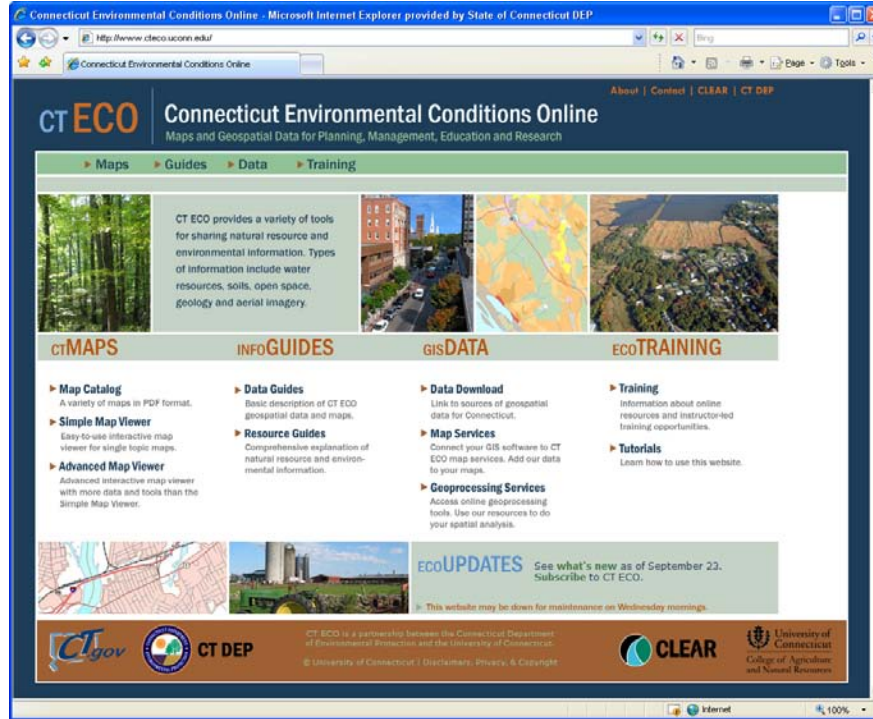 Connecticut Environmental Conditions Online - Microsoft Internet Explorer provided by State of Connecticut DEP
http://www.cteco.uconn.edu/
Bing
Connecticut Environmental Conditions Online
Page Tools
About | Contact | CLEAR | CT DEP
CT ECO
Connecticut Environmental Conditions Online
Maps and Geospatial Data for Planning, Management, Education and Research
Maps Guides Data Training
CT ECO provides a variety of tools
for sharing natural resource and
environmental information. Types
of information include water
resources, soils, open space,
geology and aerial imagery.
CTMAPS
Map Catalog
A variety of maps in PDF format.
Simple Map Viewer
Easy-to-use interactive map
viewer for single topic maps.
Advanced Map Viewer
Advanced interactive map viewer
with more data and tools than the
Simple Map Viewer.
INFOGUIDES
Data Guides
Basic description of CT ECO
geospatial data and maps.
Resource Guides
Comprehensive explanation of
natural resource and environ-
mental information.
GISDATA
Data Download
Link to sources of geospatial
data for Connecticut.
Map Services
Connect your GIS software to CT
ECO map services. Add our data
to your maps.
Geoprocessing Services
Access online geoprocessing
tools. Use our resources to do
your spatial analysis.
ECOTRAINING
Training
Information about online
resources and instructor-led
training opportunities.
Tutorials
Learn how to use this website.
ECOUPDATES
See what's new as of September 23.
Subscribe to CT ECO.
This website may be down for maintenance on Wednesday mornings.
CTgov
CT DEP
CT ECO is a partnership between the Connecticut Department
of Environmental Protection and the University of Connecticut.
© University of Connecticut | Disclaimers, Privacy, & Copyright
CLEAR
University of
Connecticut
College of Agriculture
and Natural Resources
Internet
100%